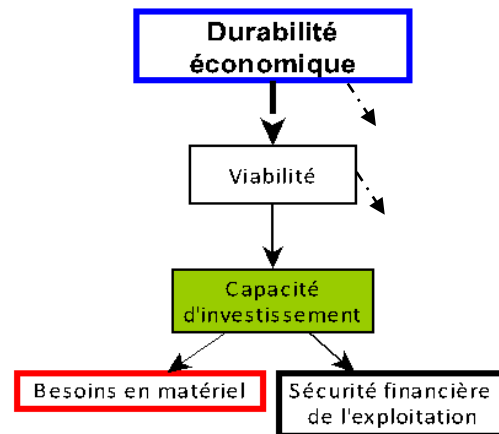 Durabilité
économique
Viabilité
Capacité
d'investissement
Besoins en matériel
Sécurité financière
de l'exploitation